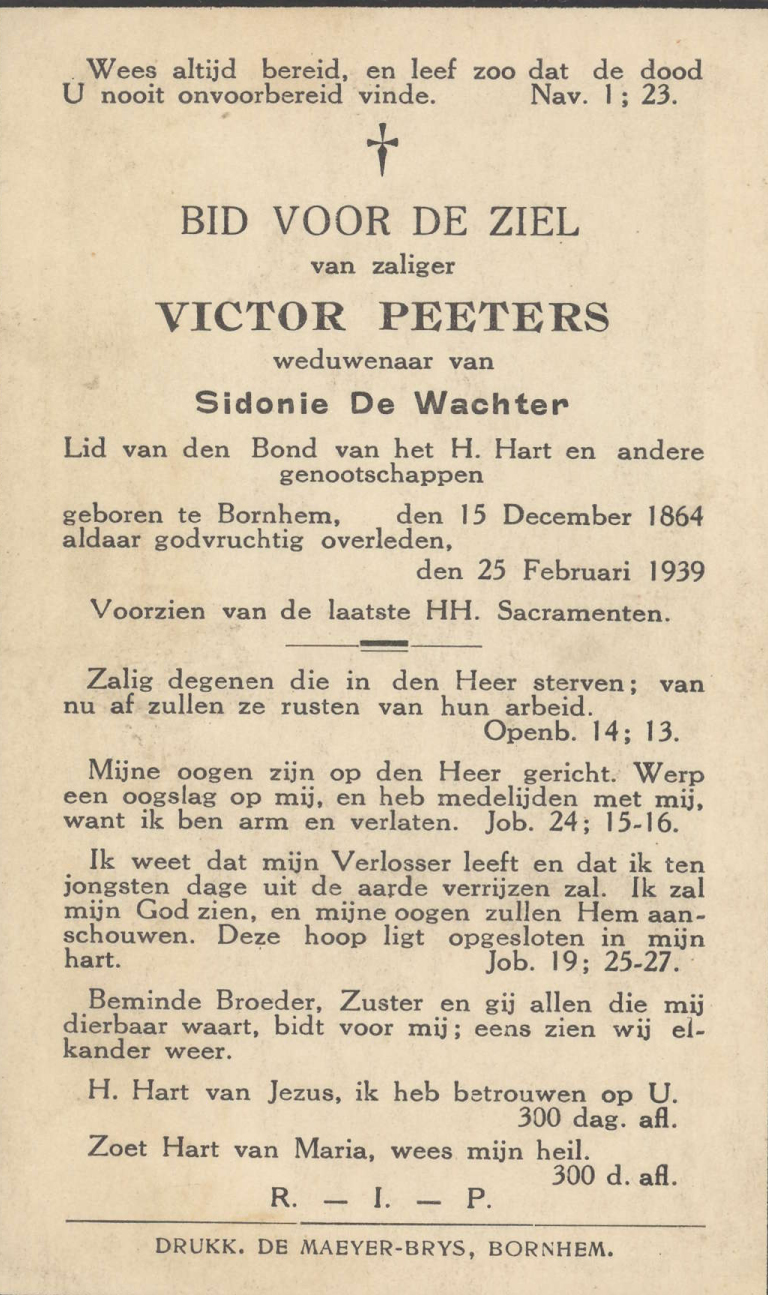 Wees altijd bereid, en leef zoo dat de dood
U nooit onvoorbereid vinde. Nav. 1; 23.
BID VOOR DE ZIEL
van zaliger
VICTOR PEETERS
weduwenaar van
Sidonie De Wachter
Lid van den Bond van het H. Hart en andere
genootschappen
geboren te Bornhem, den 15 December 1864
aldaar godvruchtig overleden,
den 25 Februari 1939
Voorzien van de laatste HH. Sacramenten.
Zalig degenen die in den Heer sterven; van
nu af zullen ze rusten van hun arbeid.
Openb. 14; 13.
Mijne oogen zijn op den Heer gericht. Werp
een oogslag op mij, en heb medelijden met mij,
want ik ben arm en verlaten. Job. 24; 15-16.
Ik weet dat mijn Verlosser leeft en dat ik ten
jongsten dage uit de aarde verrijzen zal. Ik zal
mijn God zien, en mijne oogen zullen Hem aan-
schouwen. Deze hoop ligt opgesloten in mijn
hart. Job. 19; 25-27.
Beminde Broeder, Zuster en gij allen die mij
dierbaar waart, bidt voor mij; eens zien wij el-
kander weer.
H. Hart van Jezus, ik heb betrouwen op U.
300 dag. afl.
Zoet Hart van Maria, wees mijn heil.
300 d. afl.
R. — I. — P.
DRUKK. DE MAEYER-BRYS, BORNHEM.